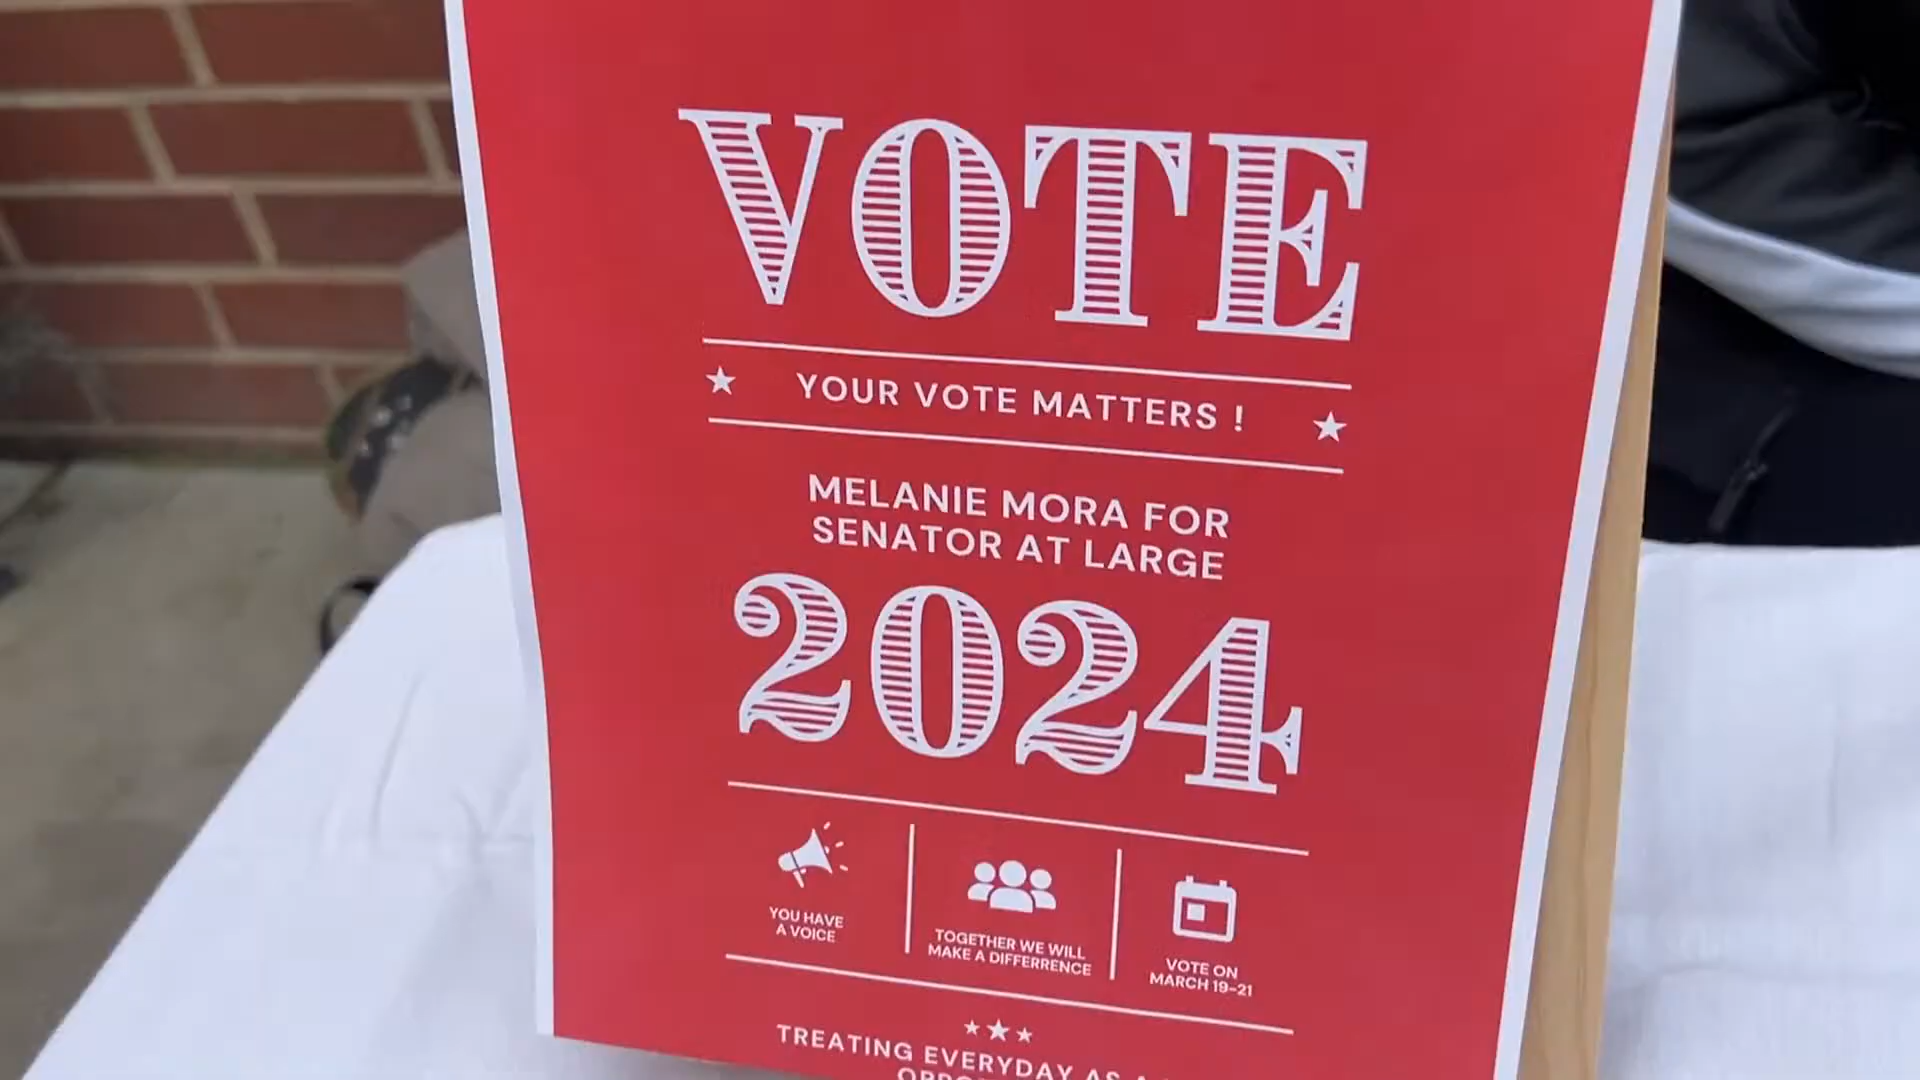 VOTE
YOUR VOTE MATTERS !
MELANIE MORA FOR
SENATOR AT LARGE
2024
YOU HAVE
A VOICE
TOGETHER WE WILL
MAKE A DIFFERRENCE
VOTE ON
MARCH 19-21
TREATING EVERYDAY AS